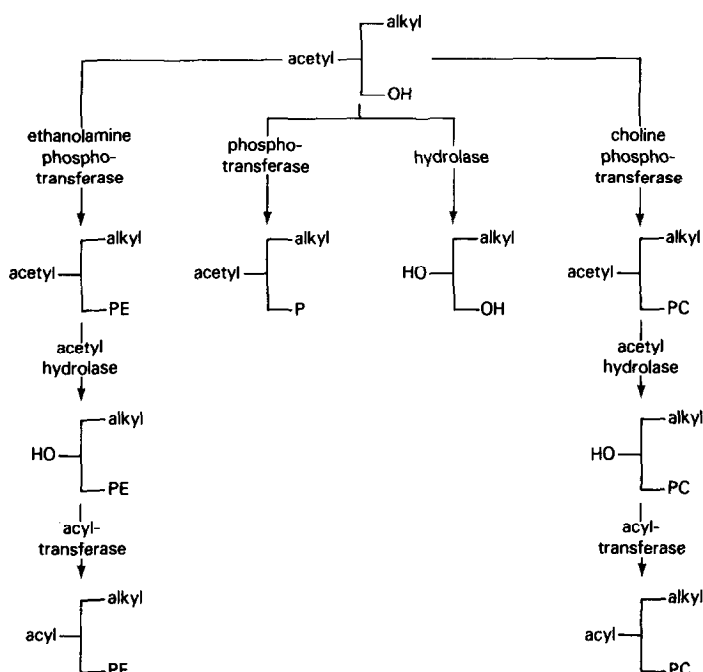 alkyl
acetyl
OH
ethanolamine
phospho-
transferase
phospho-
transferase
hydrolase
choline
phospho-
transferase
alkyl
acetyl
PE
alkyl
acetyl
P
alkyl
HO
OH
alkyl
acetyl
PC
acetyl
hydrolase
acetyl
hydrolase
alkyl
HO
PE
alkyl
HO
PC
acyl-
transferase
acyl-
transferase
alkyl
acyl
PE
alkyl
acyl
PC